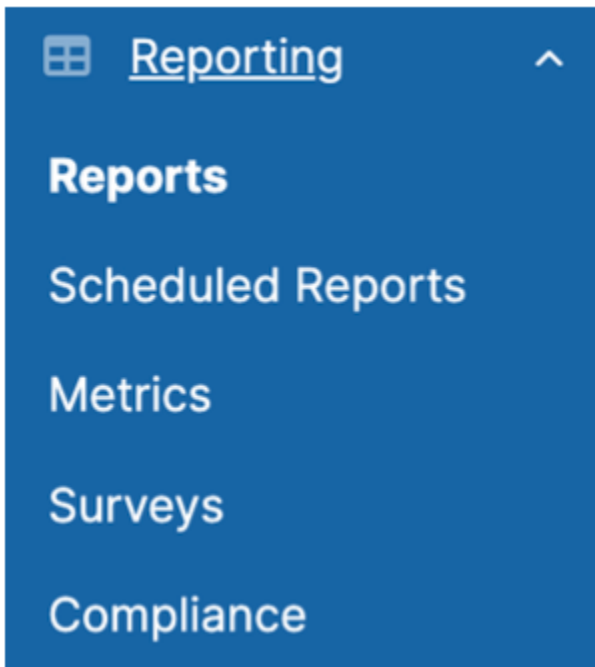 Reporting
Reports
Scheduled Reports
Metrics
Surveys
Compliance